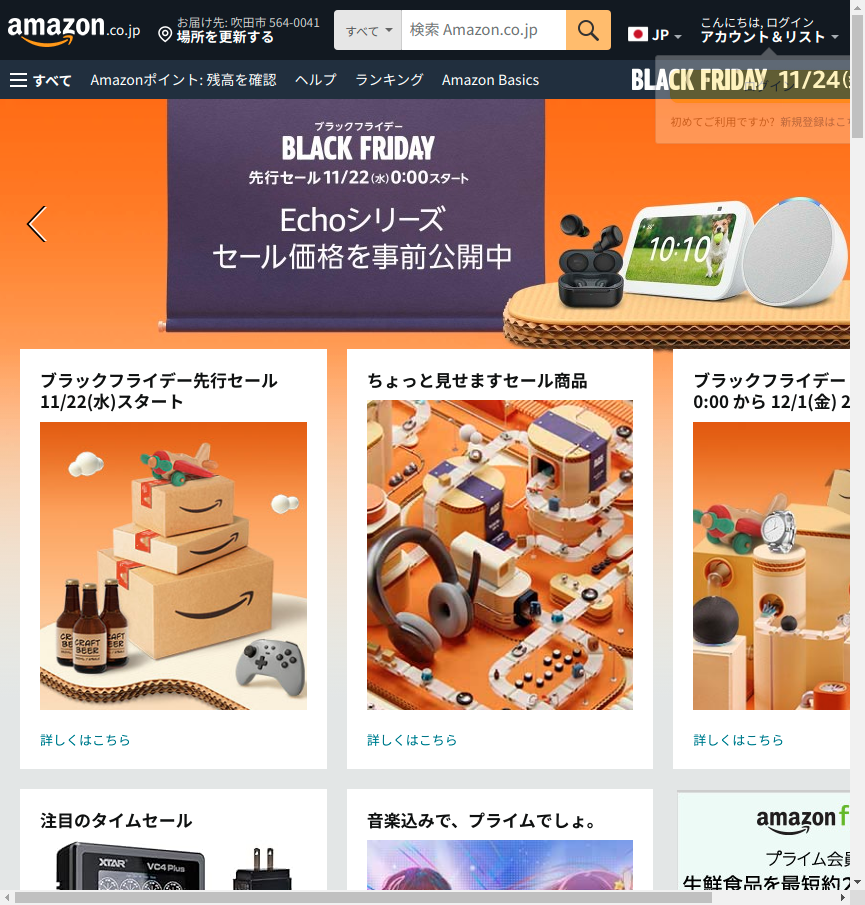 amazon.co.jp
お届け先: 吹田市 564-0041
場所を更新する
すべて
検索 Amazon.co.jp
JP
こんにちは, ログイン
アカウント＆リスト
すべて
Amazonポイント: 残高を確認
ヘルプ
ランキング
Amazon Basics
BLACK FRIDAY 11/24
初めてご利用ですか? 新規登録はこ
ブラックフライデー
BLACK FRIDAY
先行セール 11/22(水)0:00スタート
Echoシリーズ
セール価格を事前公開中
10:10
ブラックフライデー先行セール
11/22(水)スタート
CRAFT BEER
詳しくはこちら
ちょっと見せますセール商品
詳しくはこちら
ブラックフライデー
0:00 から 12/1(金) 2
詳しくはこちら
注目のタイムセール
XTAR VC4 Plus
音楽込みで、プライムでしょ。
amazon f
プライム会員
生鮮食品を最短約2